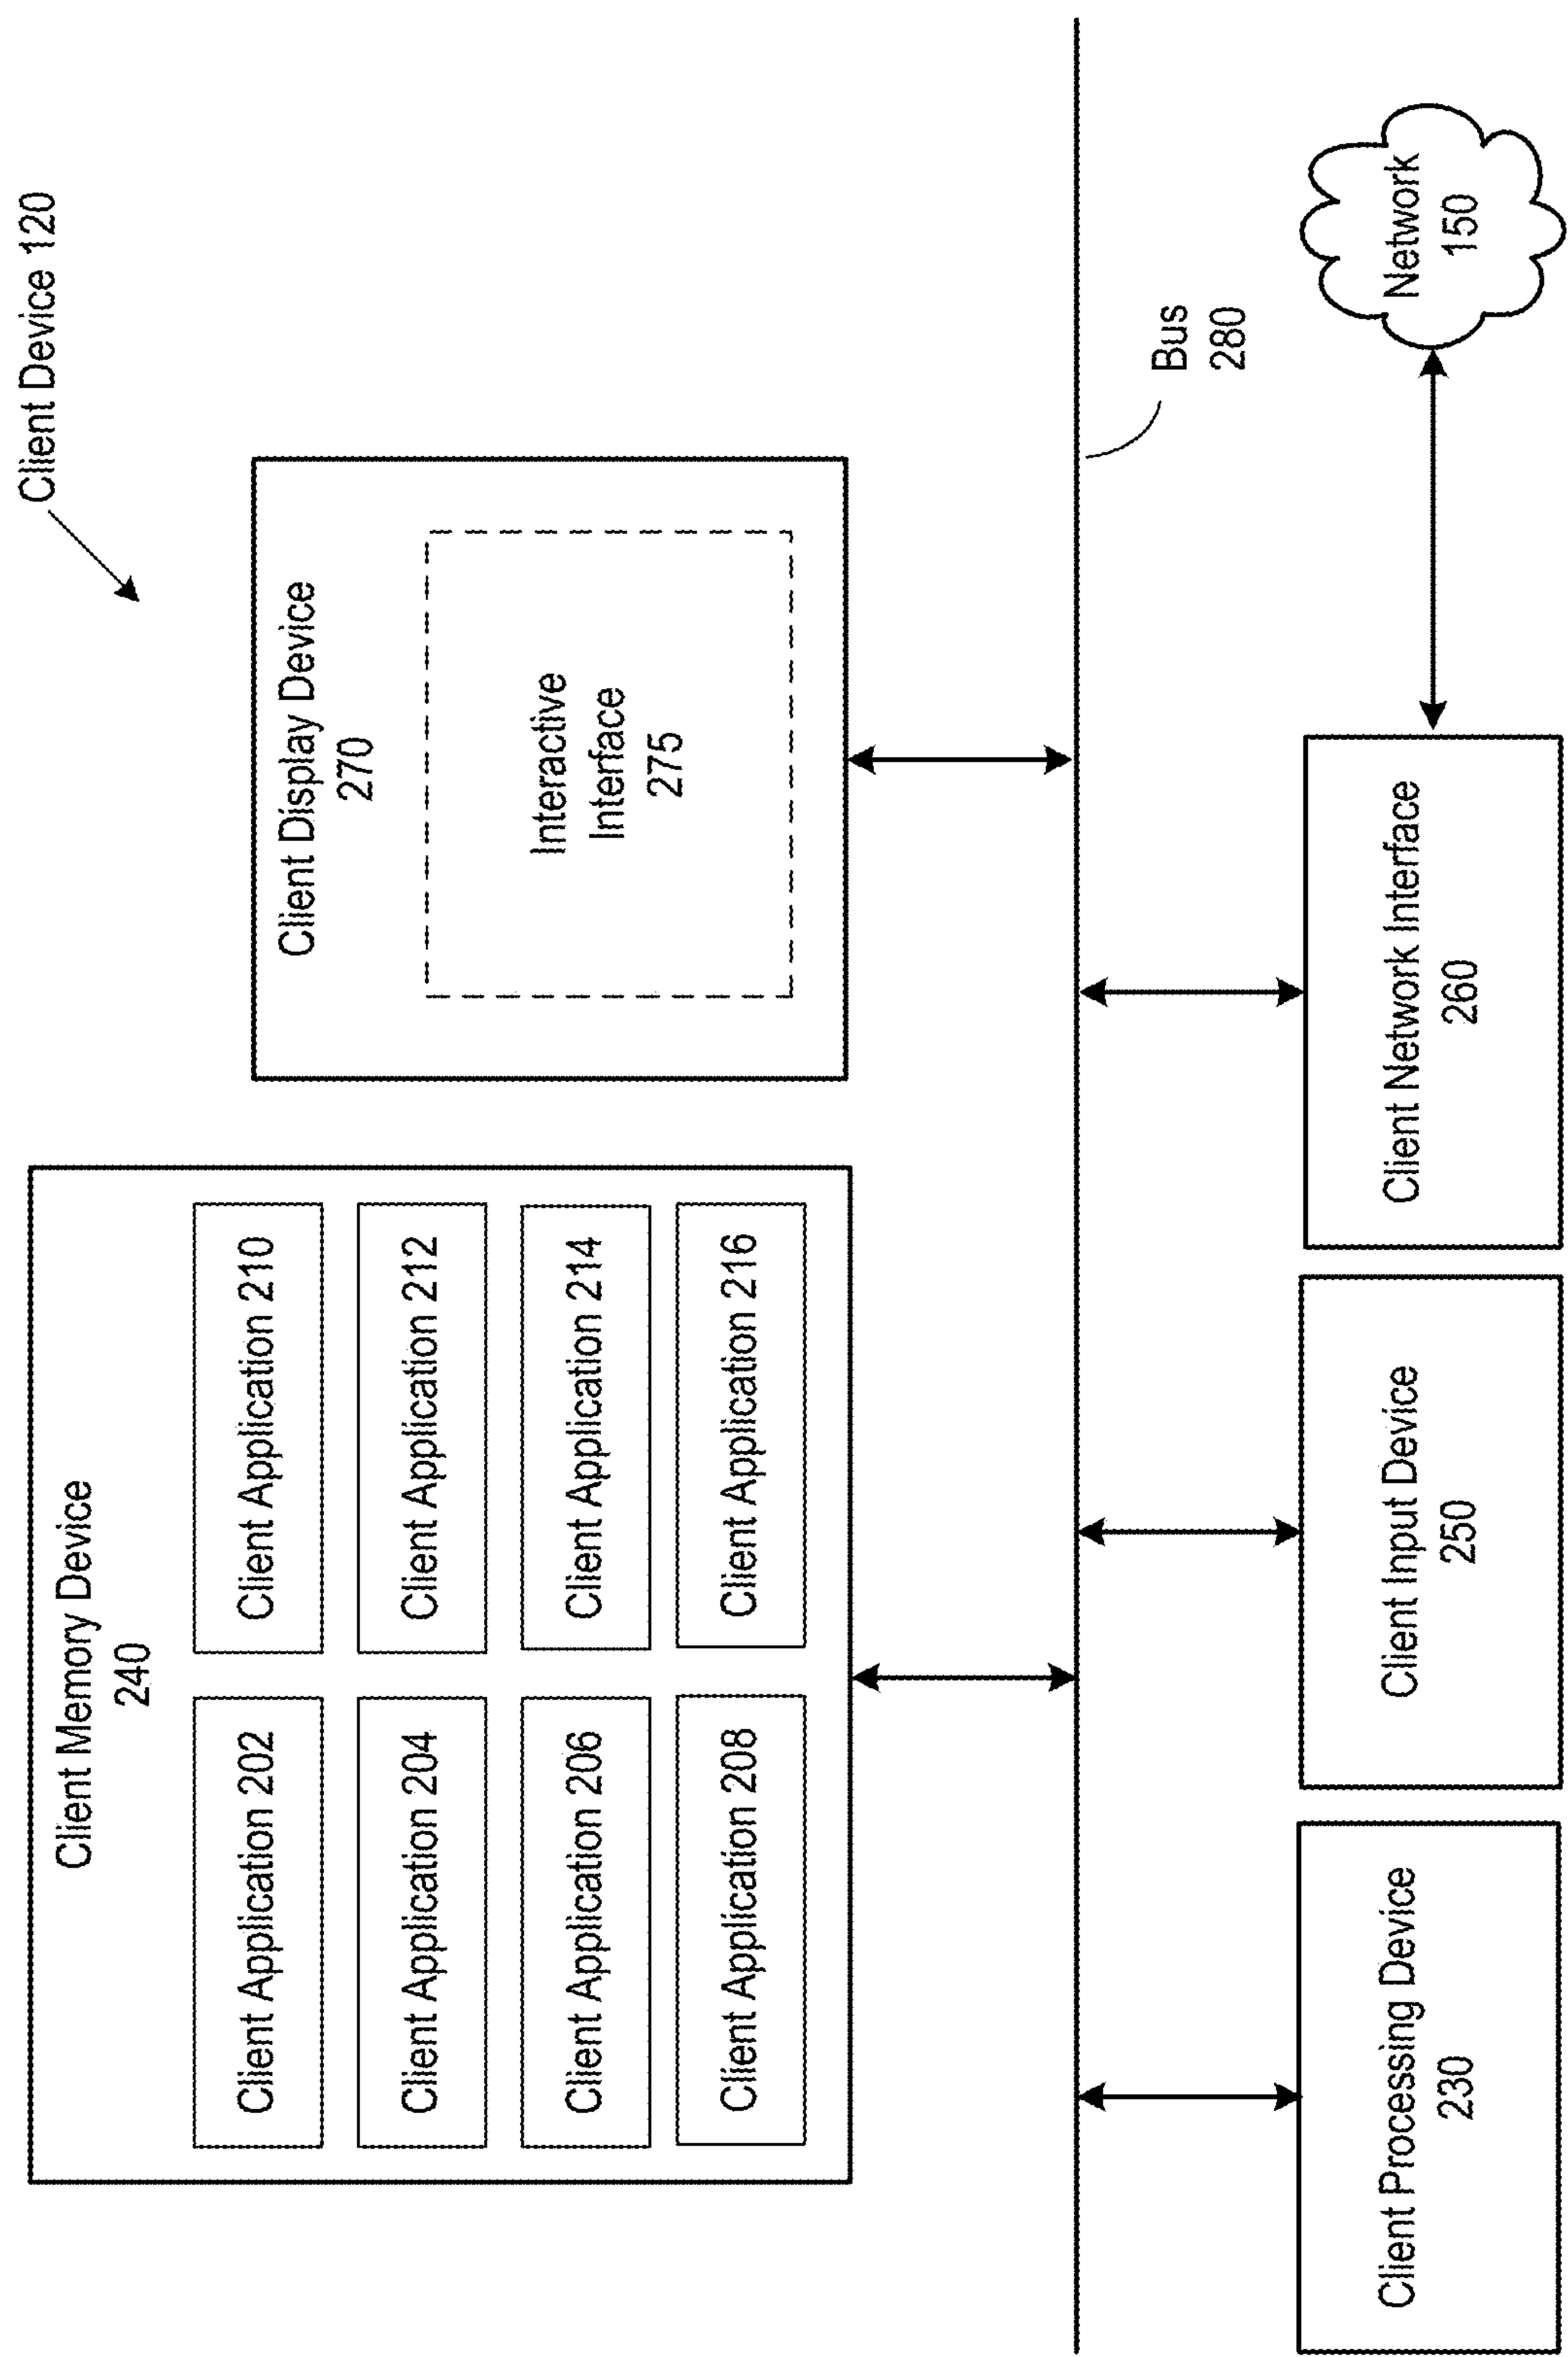 Client Device 120
Client Memory Device
240
Client Application 202
Client Application 210
Client Application 204
Client Application 212
Client Application 206
Client Application 214
Client Application 208
Client Application 216
Client Display Device
270
Interactive
Interface
275
Bus
280
Client Processing Device
230
Client Input Device
250
Client Network Interface
260
Network
150